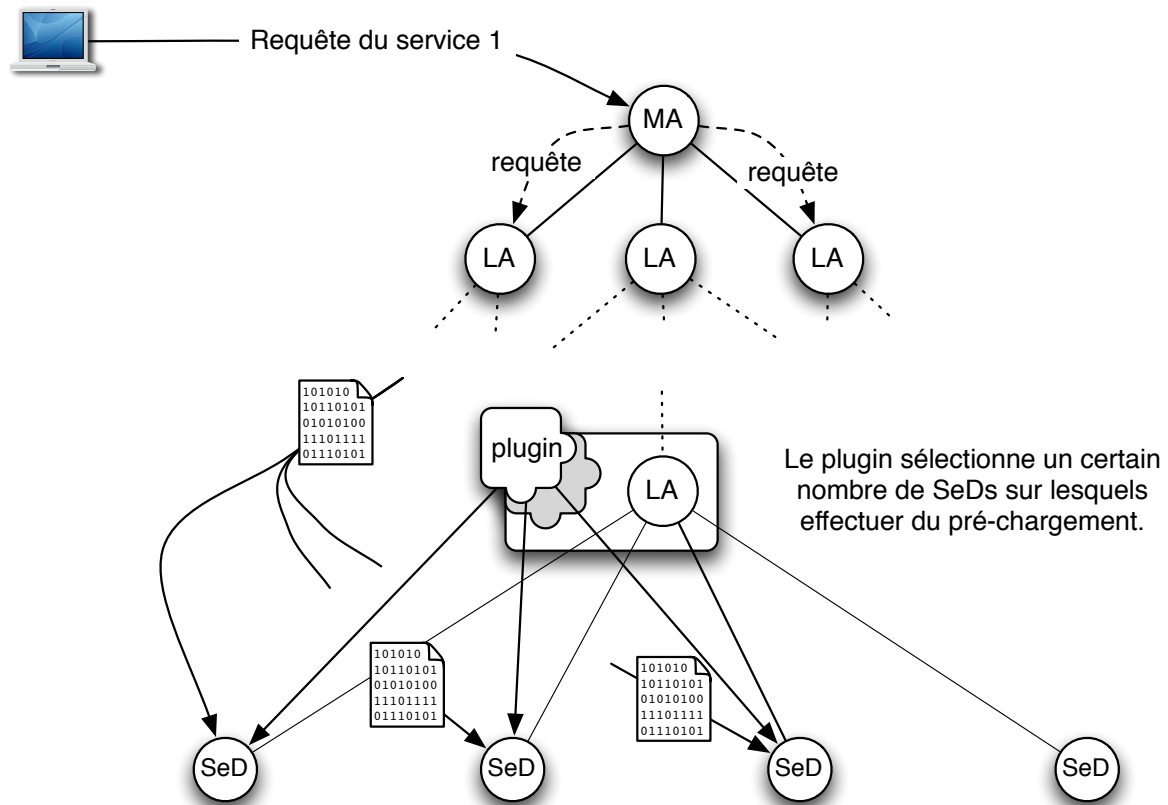 Requête du service 1
MA
requête
requête
LA
LA
LA
101010
10110101
01010100
11101111
01110101
plugin
LA
Le plugin sélectionne un certain
nombre de SeDs sur lesquels
effectuer du pré-chargement.
101010
10110101
01010100
11101111
01110101
101010
10110101
01010100
11101111
01110101
SeD
SeD
SeD
SeD